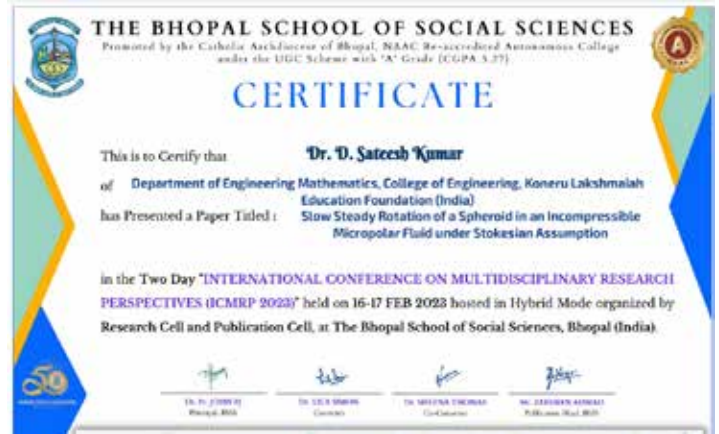 THE BHOPAL SCHOOL OF SOCIAL SCIENCES
Promoted by the Catholic Archdiocese of Bhopal, NAAC Re-accredited Autonomous College
under the UGC Scheme with 'A' Grade (CGPA 3.27)
A
CERTIFICATE
This is to Certify that Dr. D. Sateesh Kumar
of Department of Engineering Mathematics, College of Engineering, Koneru Lakshmaiah
Education Foundation (India)
has Presented a Paper Titled : Slow Steady Rotation of a Spheroid in an Incompressible
Micropolar Fluid under Stokesian Assumption
in the Two Day "INTERNATIONAL CONFERENCE ON MULTIDISCIPLINARY RESEARCH
PERSPECTIVES (ICMRP 2023)" held on 16-17 FEB 2023 hosted in Hybrid Mode organized by
Research Cell and Publication Cell, at The Bhopal School of Social Sciences, Bhopal (India).
50